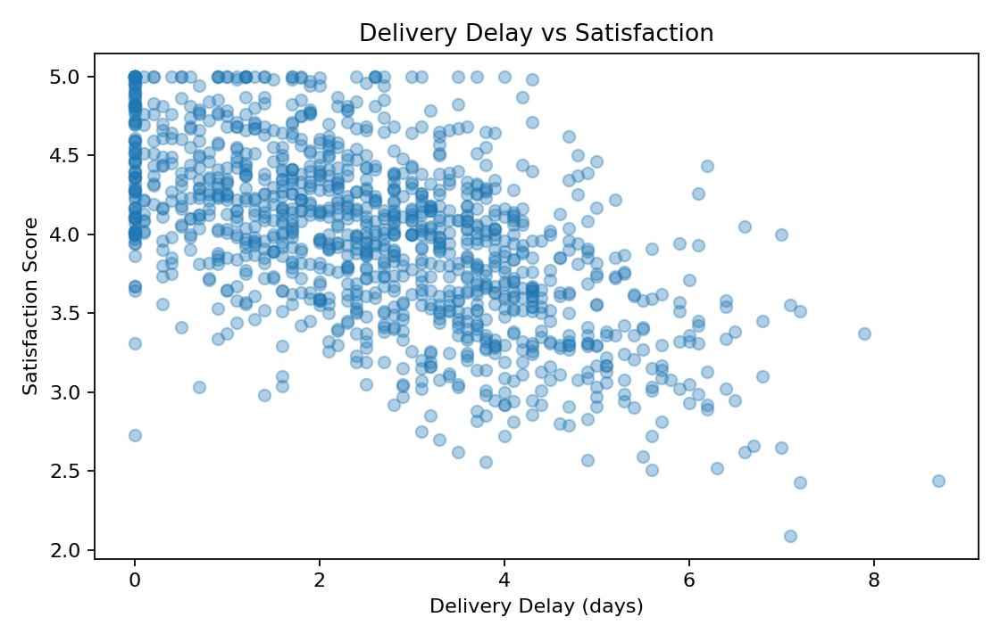 Delivery Delay vs Satisfaction
5.0
4.5
4.0
3.5
3.0
2.5
2.0
Satisfaction Score
0 2 4 6 8
Delivery Delay (days)